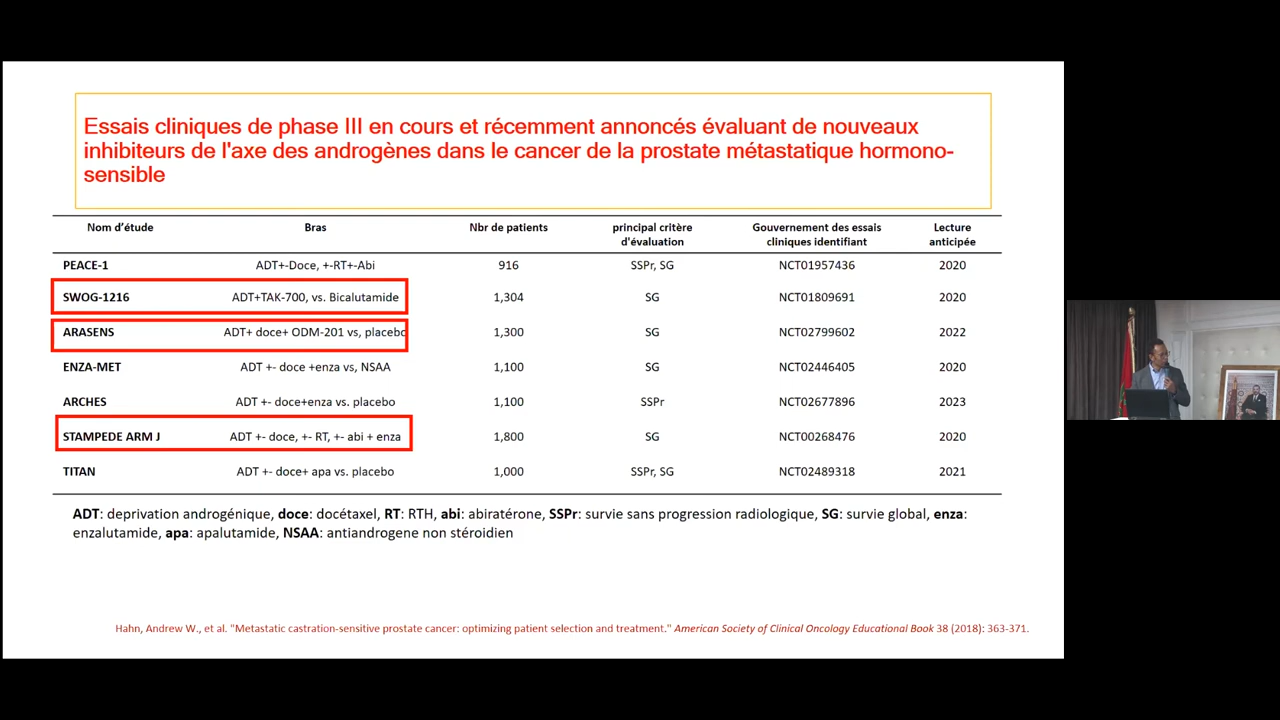 Essais cliniques de phase III en cours et récemment annoncés évaluant de nouveaux
inhibiteurs de l'axe des androgènes dans le cancer de la prostate métastatique hormono-
sensible
Nom d'étude Bras Nbr de patients principal critère d'évaluation Gouvernement des essais cliniques identifiant Lecture anticipée
PEACE-1 ADT+-Doce, +-RT+-Abi 916 SSPr, SG NCT01957436 2020
SWOG-1216 ADT+TAK-700, vs. Bicalutamide 1,304 SG NCT01809691 2020
ARASENS ADT+ doce+ ODM-201 vs, placebo 1,300 SG NCT02799602 2022
ENZA-MET ADT +- doce +enza vs, NSAA 1,100 SG NCT02446405 2020
ARCHES ADT +- doce+enza vs. placebo 1,100 SSPr NCT02677896 2023
STAMPEDE ARM J ADT +- doce, +- RT, +- abi + enza 1,800 SG NCT00268476 2020
TITAN ADT +- doce+ apa vs. placebo 1,000 SSPr, SG NCT02489318 2021
ADT: deprivation androgénique, doce: docétaxel, RT: RTH, abi: abiratérone, SSPr: survie sans progression radiologique, SG: survie global, enza:
enzalutamide, apa: apalutamide, NSAA: antiandrogene non stéroidien
Hahn, Andrew W., et al. "Metastatic castration-sensitive prostate cancer: optimizing patient selection and treatment." American Society of Clinical Oncology Educational Book 38 (2018): 363-371.